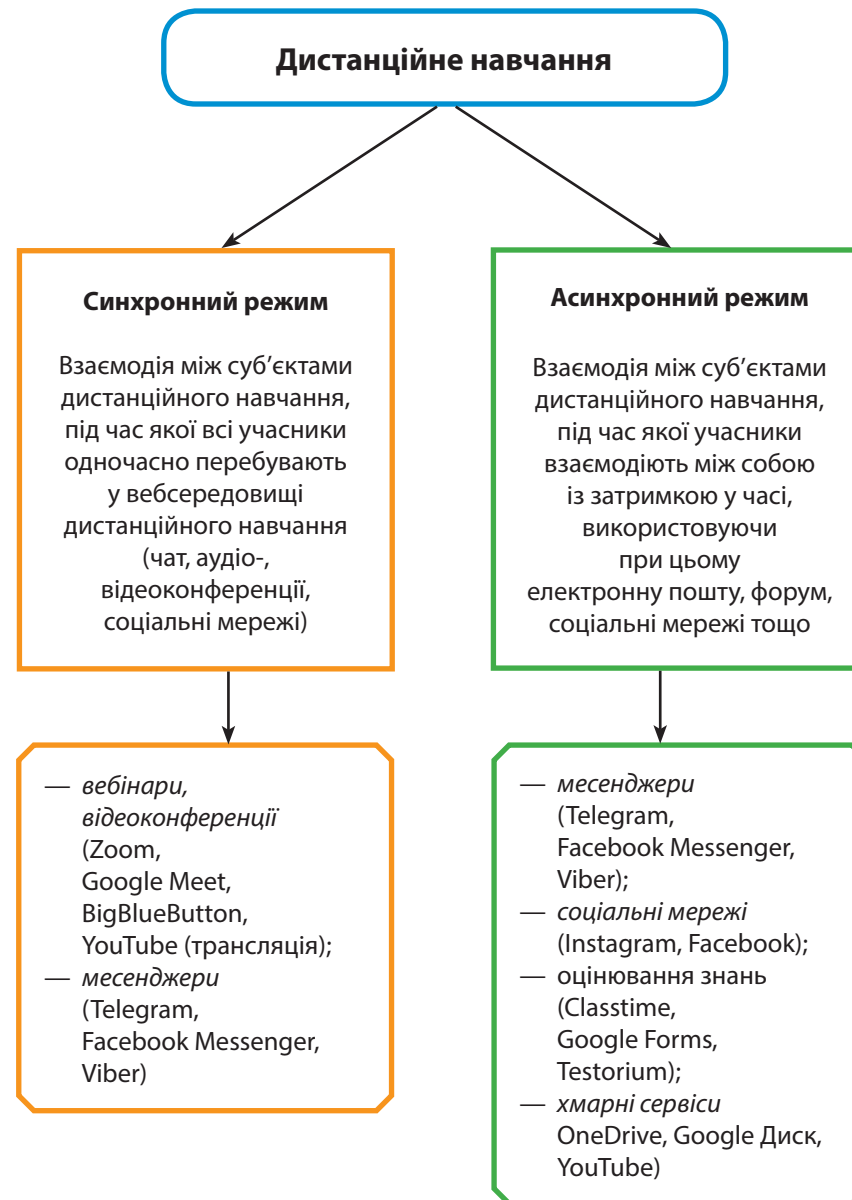 Дистанційне навчання
Синхронний режим
Взаємодія між суб’єктами
дистанційного навчання,
під час якої всі учасники
одночасно перебувають
у вебсередовищі
дистанційного навчання
(чат, аудіо-,
відеоконференції,
соціальні мережі)
Асинхронний режим
Взаємодія між суб’єктами
дистанційного навчання,
під час якої учасники
взаємодіють між собою
із затримкою у часі,
використовуючи
при цьому
електронну пошту, форум,
соціальні мережі тощо
— вебінари,
відеоконференції
(Zoom,
Google Meet,
BigBlueButton,
YouTube (трансляція);
— месенджери
(Telegram,
Facebook Messenger,
Viber)
— месенджери
(Telegram,
Facebook Messenger,
Viber);
— соціальні мережі
(Instagram, Facebook);
— оцінювання знань
(Classtime,
Google Forms,
Testorium);
— хмарні сервіси
OneDrive, Google Диск,
YouTube)